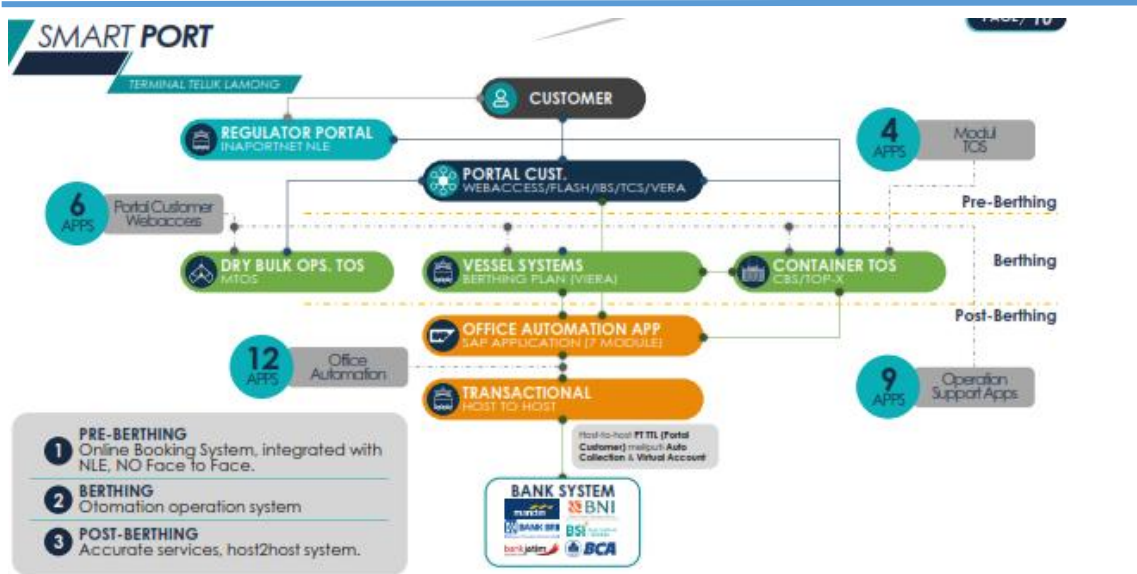 SMART PORT
PAGE/ 10
TERMINAL TELUK LAMONG
CUSTOMER
REGULATOR PORTAL
INAPORTNET NLE
4
APPS
Modul
TOS
PORTAL CUST.
WEBACCESS/FLASH/IBS/TCS/VERA
6
APPS
Portal Customer
Webaccess
Pre-Berthing
DRY BULK OPS. TOS
MTOS
VESSEL SYSTEMS
BERTHING PLAN (VIERA)
CONTAINER TOS
CBS/TOP-X
Berthing
Post-Berthing
OFFICE AUTOMATION APP
SAP APPLICATION (7 MODULE)
SAP
12
APPS
Office
Automation
9
APPS
Operation
Support Apps
TRANSACTIONAL
HOST TO HOST
Host-to-host PT TTL (Portal
Customer) meliputi Auto
Collection & Virtual Account
1
PRE-BERTHING
Online Booking System, integrated with
NLE, NO Face to Face.
2
BERTHING
Otomation operation system
3
POST-BERTHING
Accurate services, host2host system.
BANK SYSTEM
mandiri
BNI
BANK BRI
BSI
bankjatim
BCA